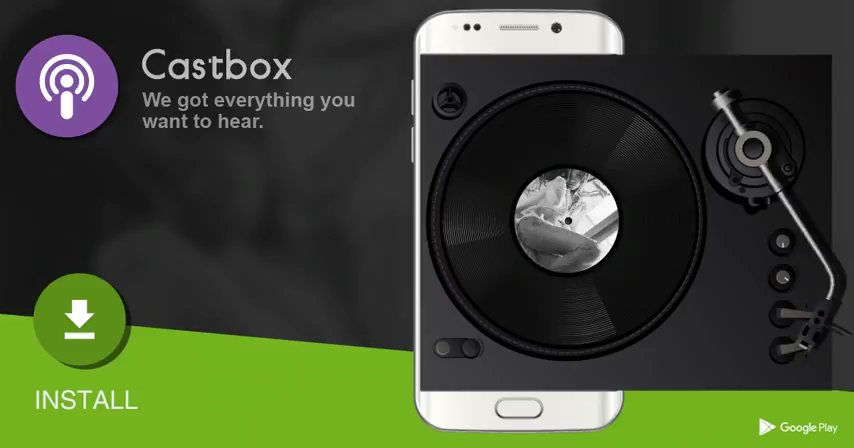 Castbox
We got everything you
want to hear.
INSTALL
Google Play